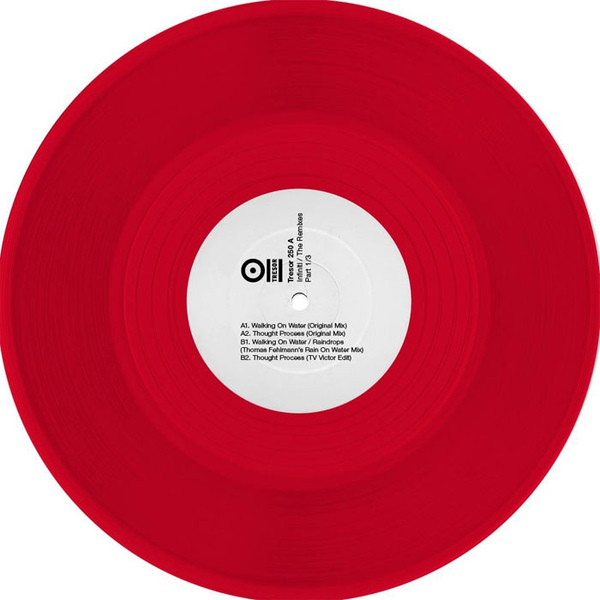 TRESOR
Tresor 250 A
Infiniti / The Remixes
Part 1/3
A1. Walking On Water (Original Mix)
A2. Thought Process (Original Mix)
B1. Walking On Water / Raindrops
(Thomas Fehlmann's Rain On Water Mix)
B2. Thought Process (TV Victor Edit)